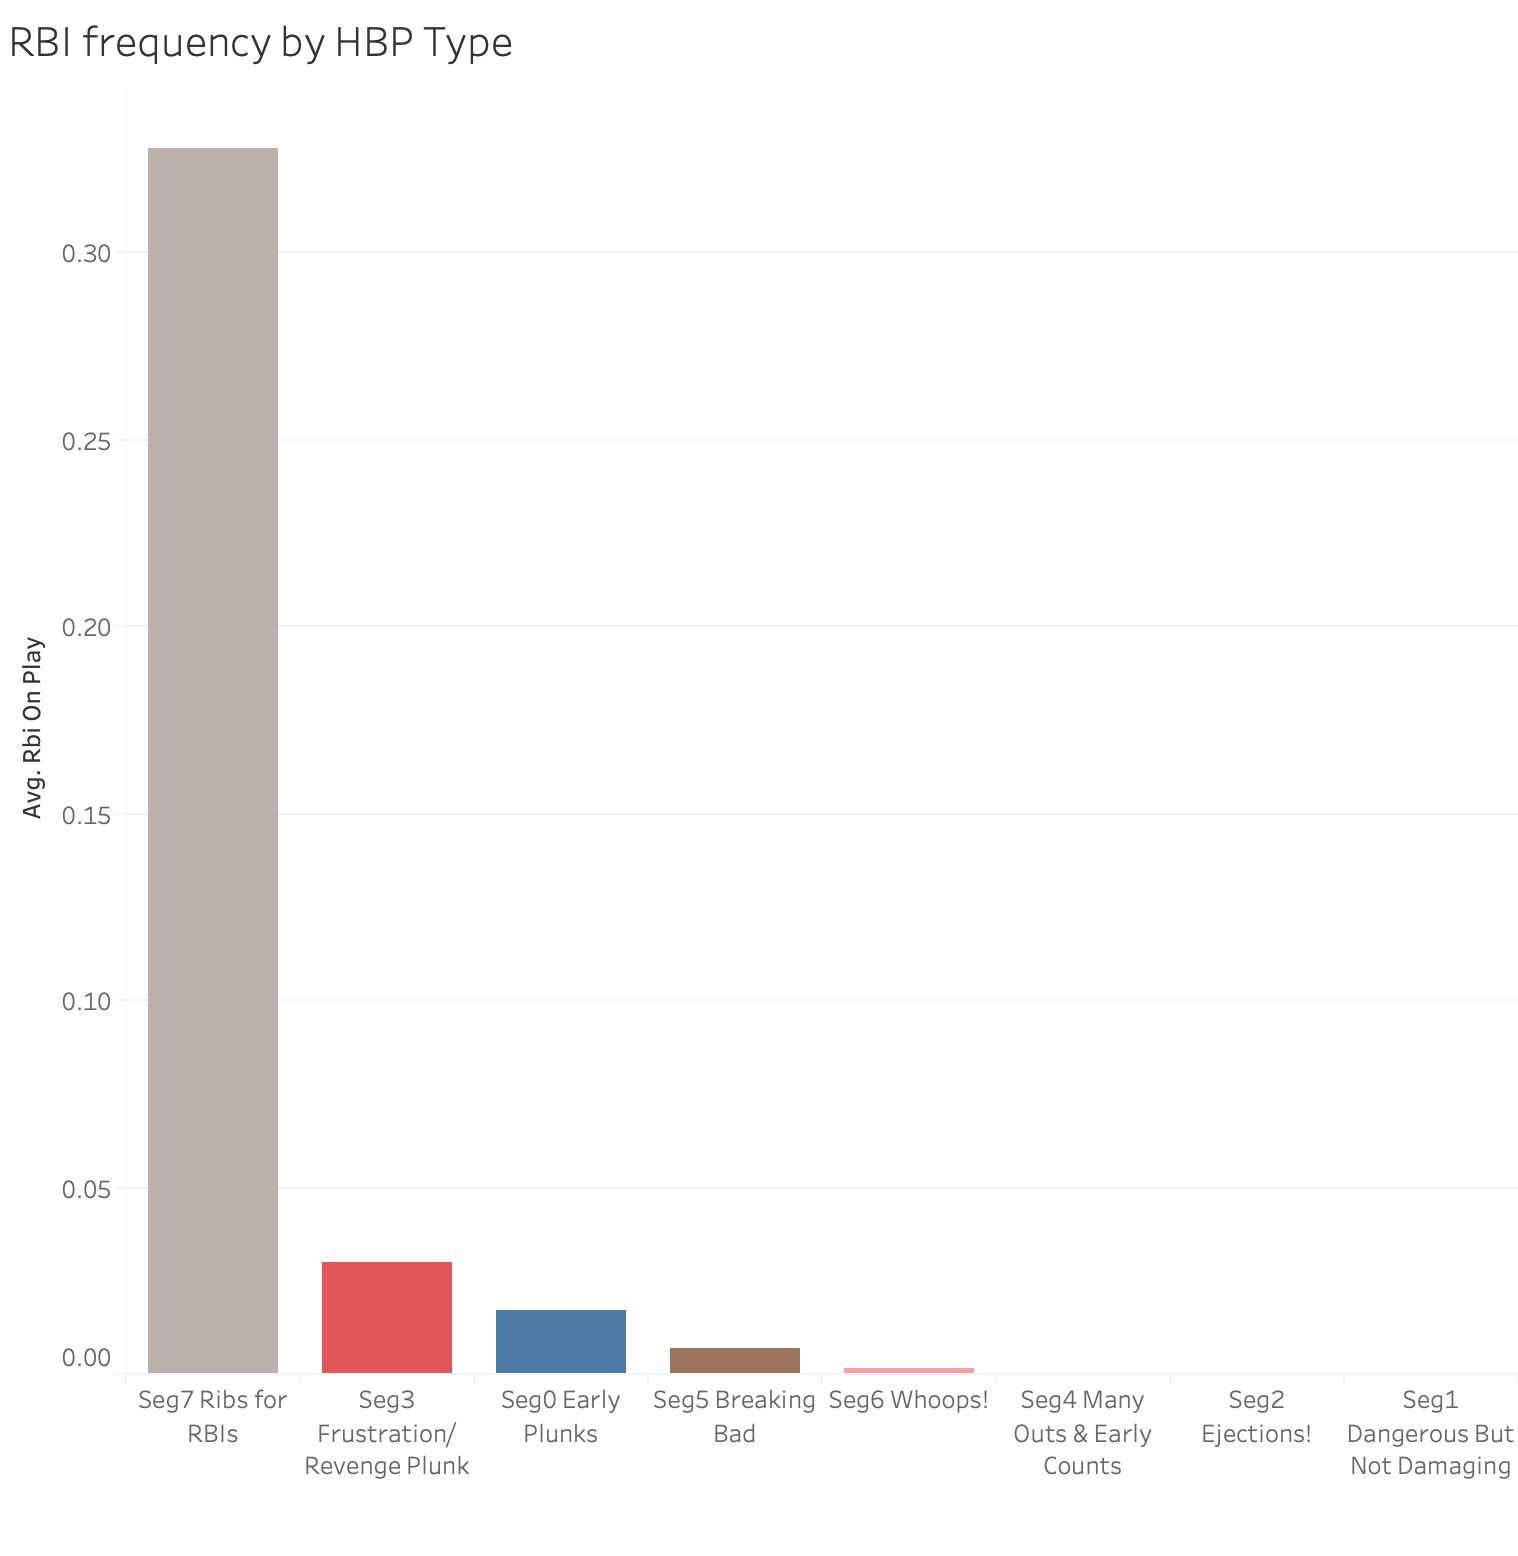 RBI frequency by HBP Type
Avg. Rbi On Play
0.30
0.25
0.20
0.15
0.10
0.05
0.00
Seg7 Ribs for
RBIs
Seg3
Frustration/
Revenge Plunk
Seg0 Early
Plunks
Seg5 Breaking
Bad
Seg6 Whoops!
Seg4 Many
Outs & Early
Counts
Seg2
Ejections!
Seg1
Dangerous But
Not Damaging